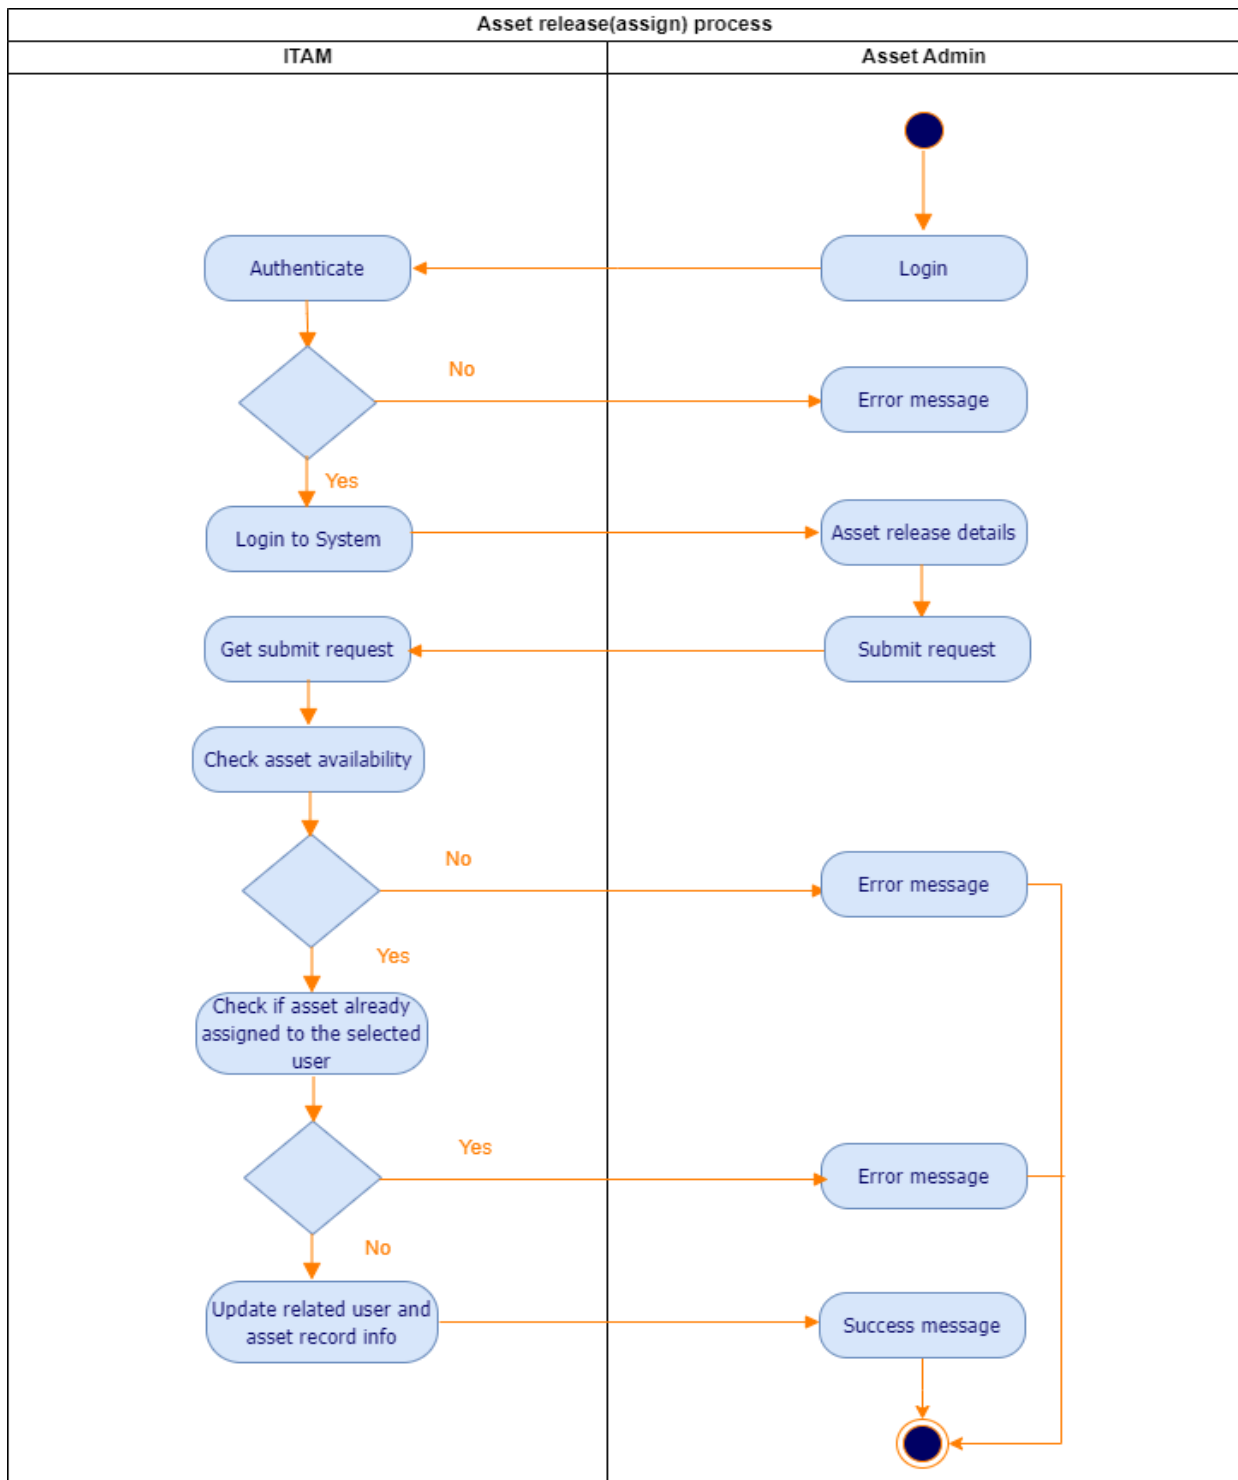 Asset release(assign) process
ITAM
Asset Admin
Authenticate
Login
No
Error message
Yes
Login to System
Asset release details
Get submit request
Submit request
Check asset availability
No
Error message
Yes
Check if asset already
assigned to the selected
user
Yes
Error message
No
Update related user and
asset record info
Success message